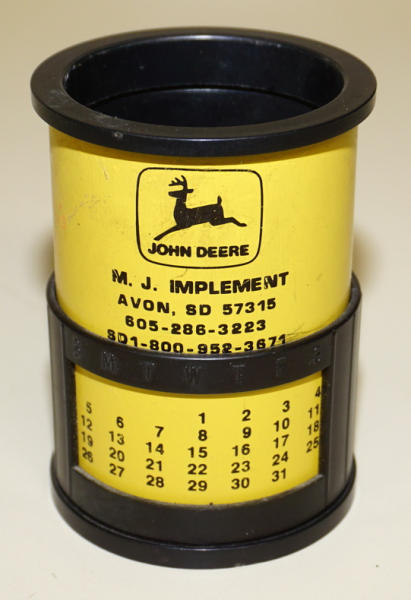 JOHN DEERE
M. J. IMPLEMENT
AVON, SD 57315
605-286-3223
SD1-800-952-3671
S M T W T F S
1 2 3 4
5 6 7 8 9 10 11
12 13 14 15 16 17 18
19 20 21 22 23 24 25
26 27 28 29 30 31